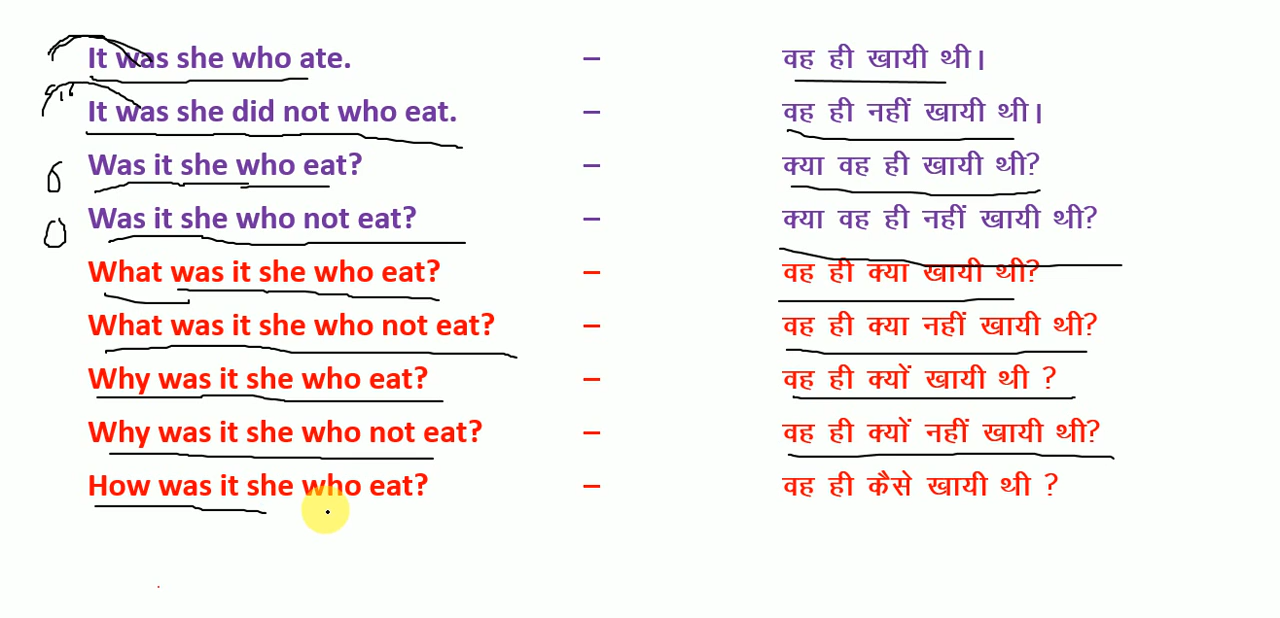 It was she who ate. – वह ही खायी थी।
It was she did not who eat. – वह ही नहीं खायी थी।
Was it she who eat? – क्या वह ही खायी थी?
Was it she who not eat? – क्या वह ही नहीं खायी थी?
What was it she who eat? – वह ही क्या खायी थी?
What was it she who not eat? – वह ही क्या नहीं खायी थी?
Why was it she who eat? – वह ही क्यों खायी थी ?
Why was it she who not eat? – वह ही क्यों नहीं खायी थी?
How was it she who eat? – वह ही कैसे खायी थी ?